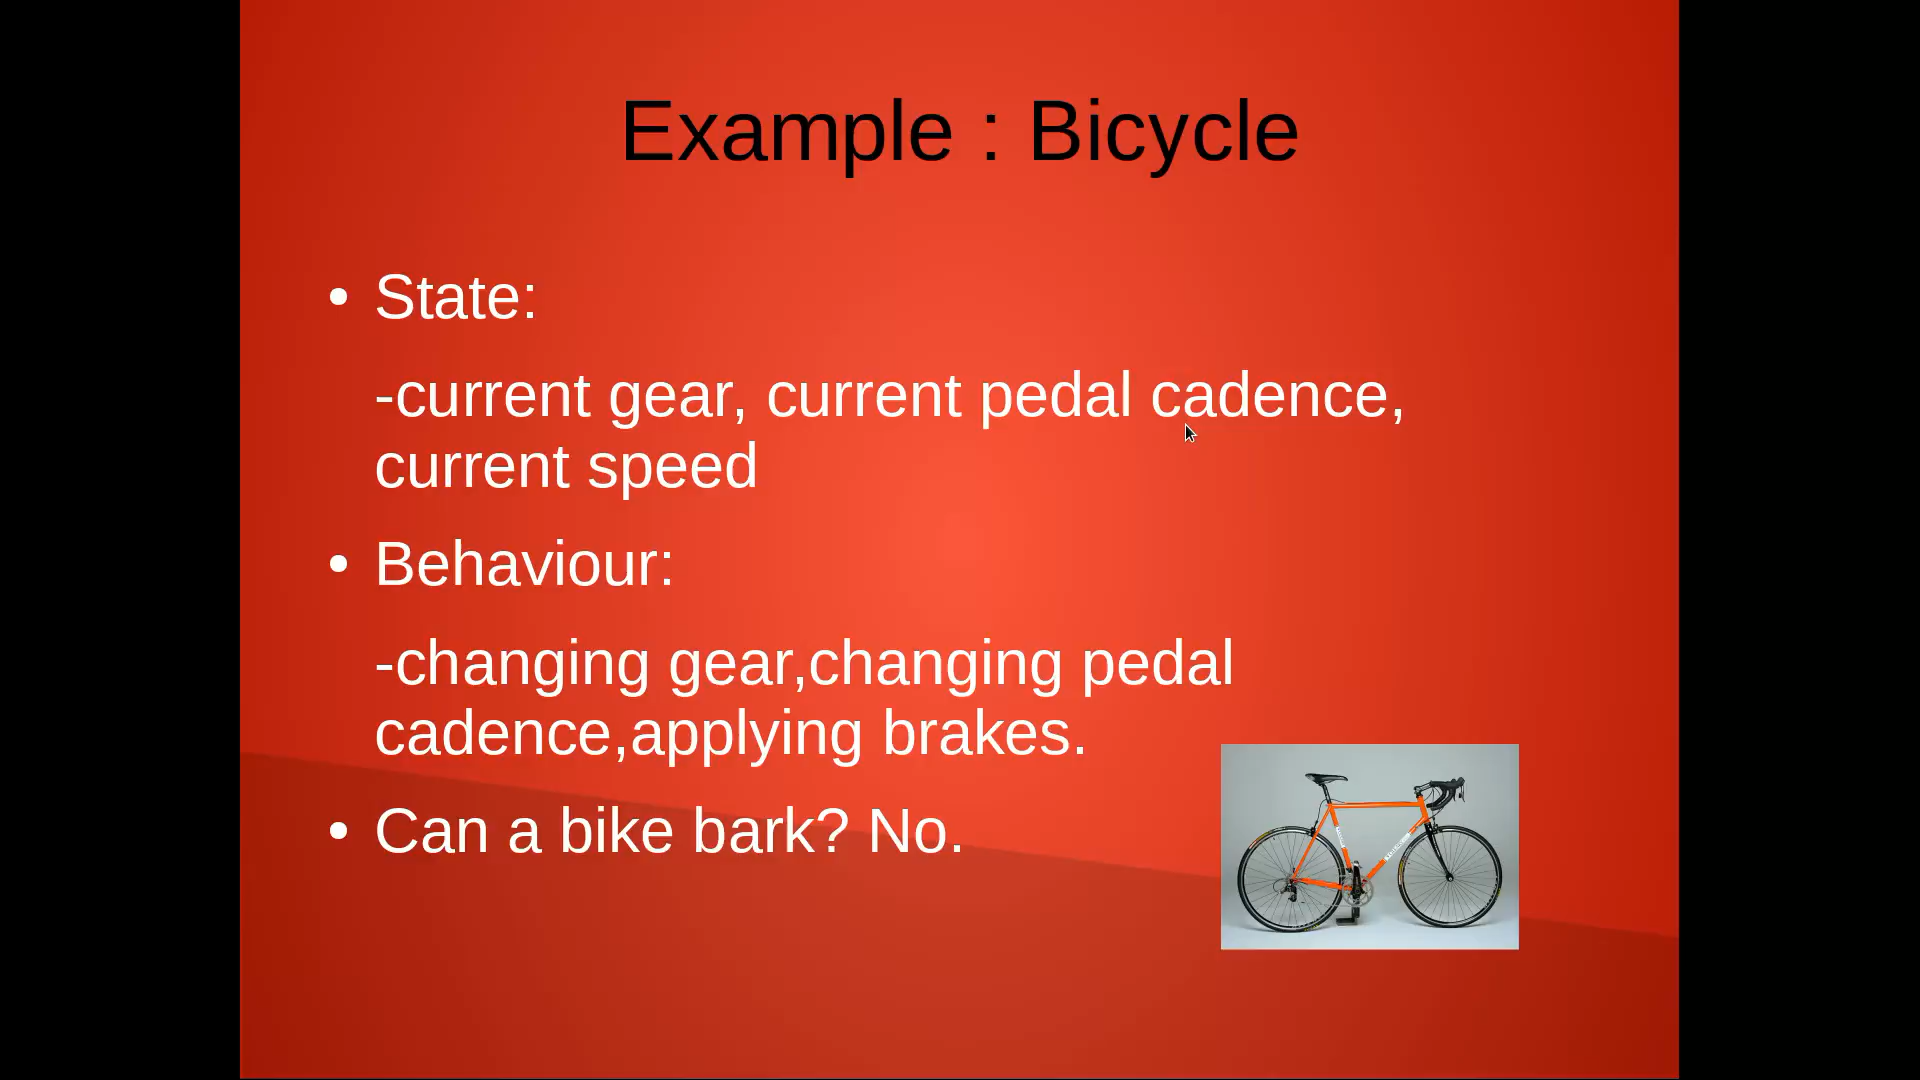 Example : Bicycle
• State:
-current gear, current pedal cadence,
current speed
• Behaviour:
-changing gear,changing pedal
cadence,applying brakes.
• Can a bike bark? No.